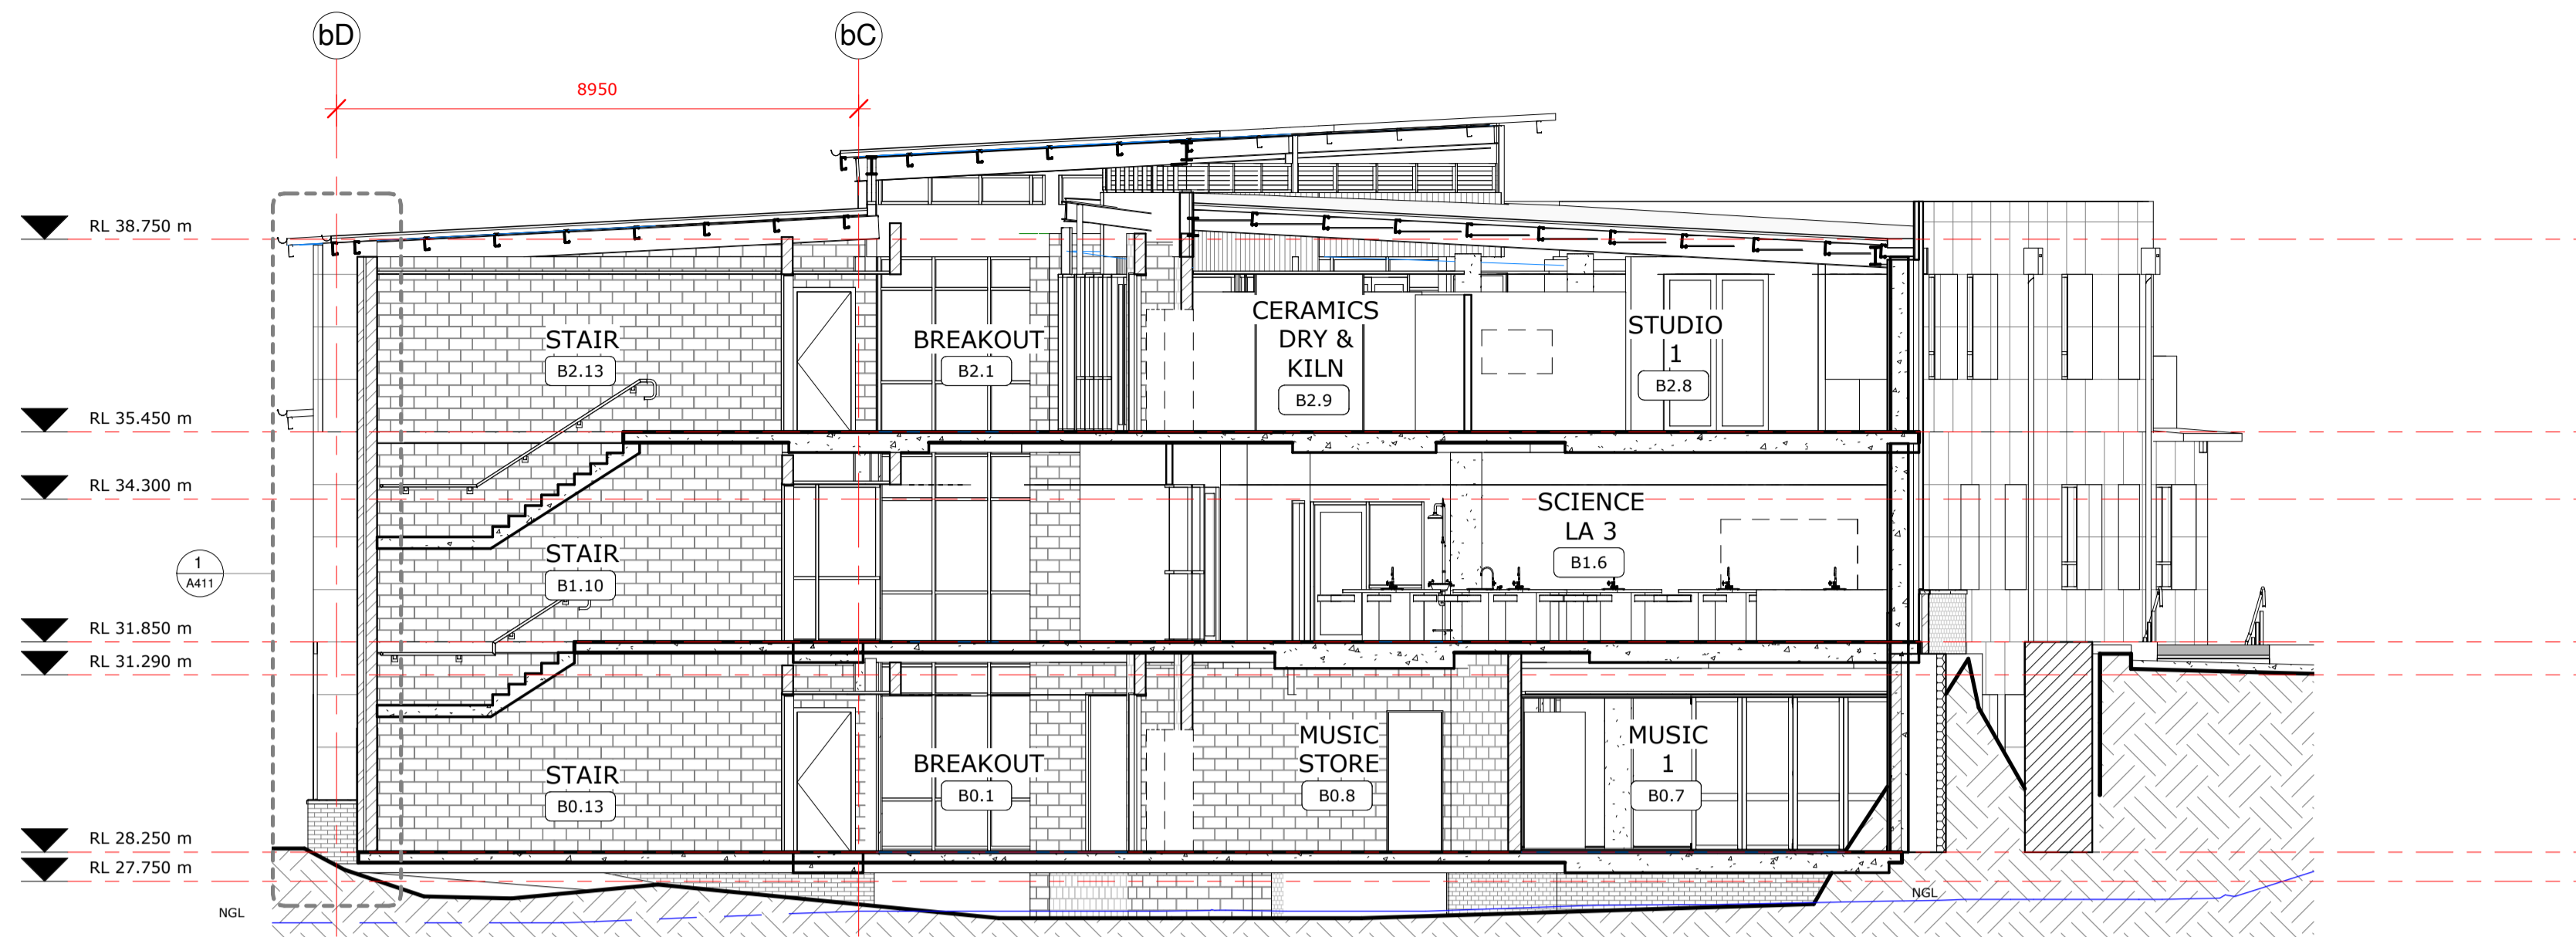 bD
bC
8950
RL 38.750 m
STAIR
B2.13
BREAKOUT
B2.1
CERAMICS
DRY &
KILN
B2.9
STUDIO
1
B2.8
RL 35.450 m
RL 34.300 m
SCIENCE
LA 3
B1.6
STAIR
B1.10
1
A411
RL 31.850 m
RL 31.290 m
STAIR
B0.13
BREAKOUT
B0.1
MUSIC
STORE
B0.8
MUSIC
1
B0.7
RL 28.250 m
RL 27.750 m
NGL
NGL